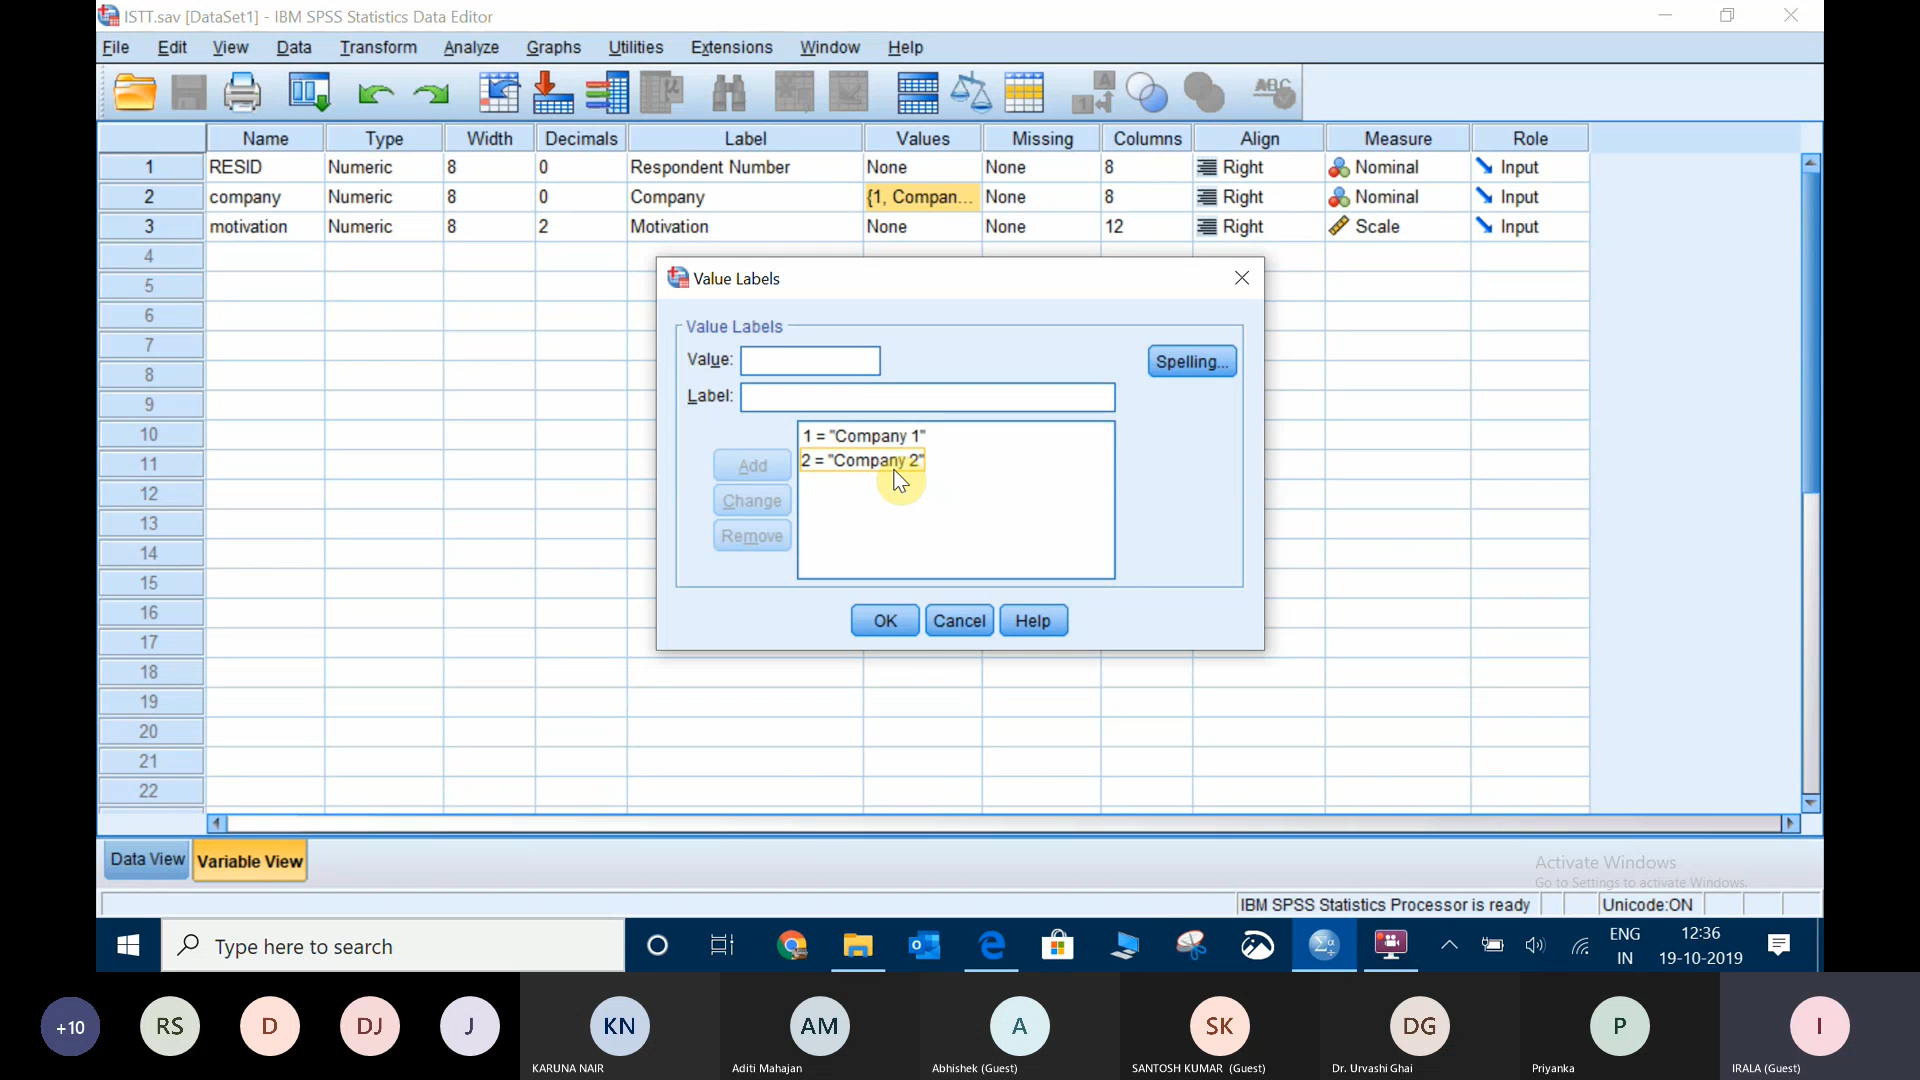 ISTT.sav [DataSet1] - IBM SPSS Statistics Data Editor
File Edit View Data Transform Analyze Graphs Utilities Extensions Window Help
Name Type Width Decimals Label Values Missing Columns Align Measure Role
1 RESID Numeric 8 0 Respondent Number None None 8 Right Nominal Input
2 company Numeric 8 0 Company {1, Compan... None 8 Right Nominal Input
3 motivation Numeric 8 2 Motivation None None 12 Right Scale Input
4
5
6
7
8
9
10
11
12
13
14
15
16
17
18
19
20
21
22
Value Labels
Value Labels
Value:
Spelling...
Label:
1 = "Company 1"
2 = "Company 2"
Add
Change
Remove
OK Cancel Help
Data View Variable View
Activate Windows
Go to Settings to activate Windows.
IBM SPSS Statistics Processor is ready Unicode:ON
Type here to search
ENG
IN
12:36
19-10-2019
+10 RS D DJ J KN AM A SK DG P I
KARUNA NAIR Aditi Mahajan Abhishek (Guest) SANTOSH KUMAR (Guest) Dr. Urvashi Ghai Priyanka IRALA (Guest)